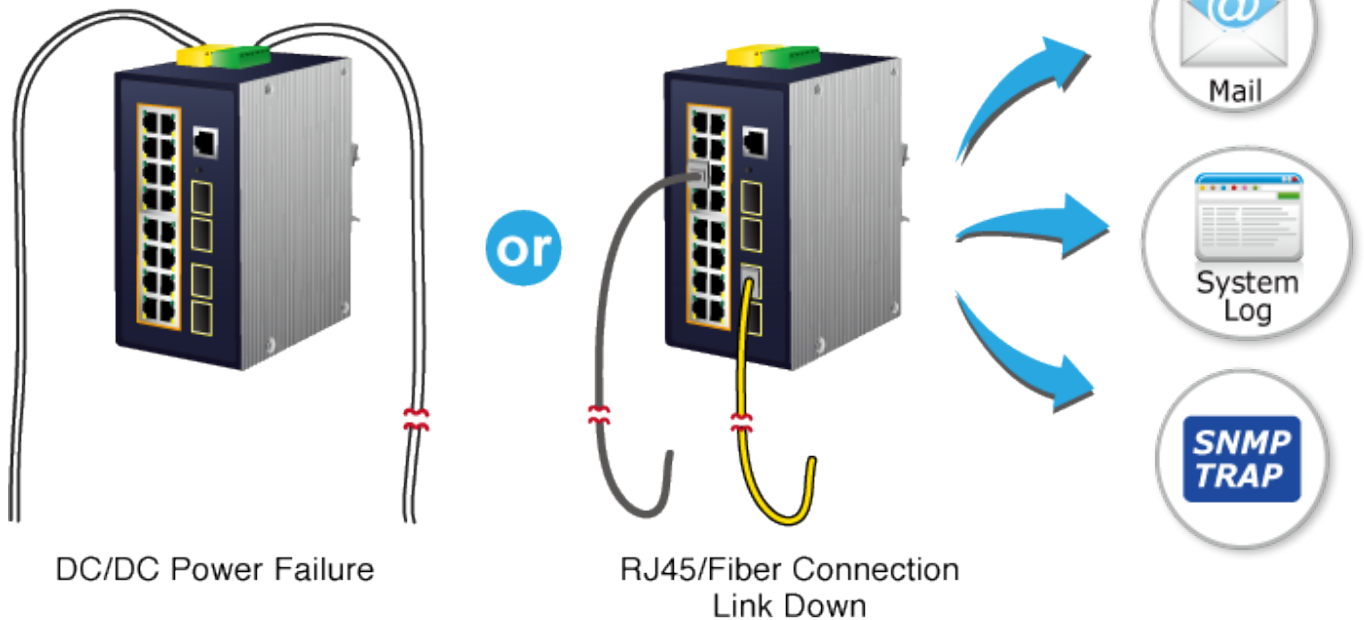 @
Mail
or
System
Log
SNMP
TRAP
DC/DC Power Failure
RJ45/Fiber Connection
Link Down